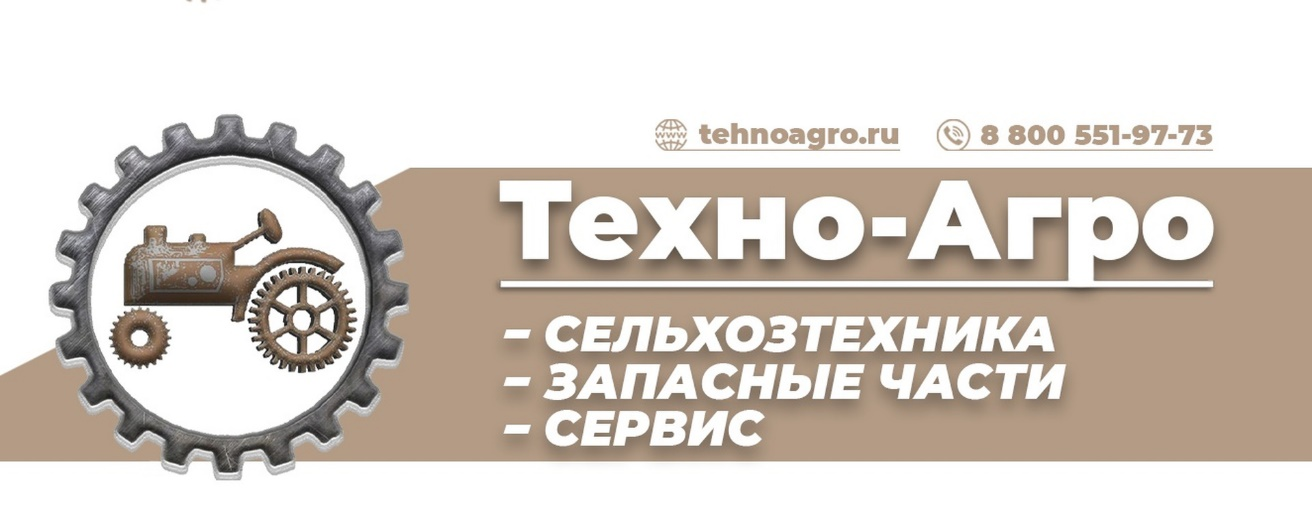 tehnoagro.ru 8 800 551-97-73
Техно-Агро
- СЕЛЬХОЗТЕХНИКА
- ЗАПАСНЫЕ ЧАСТИ
- СЕРВИС